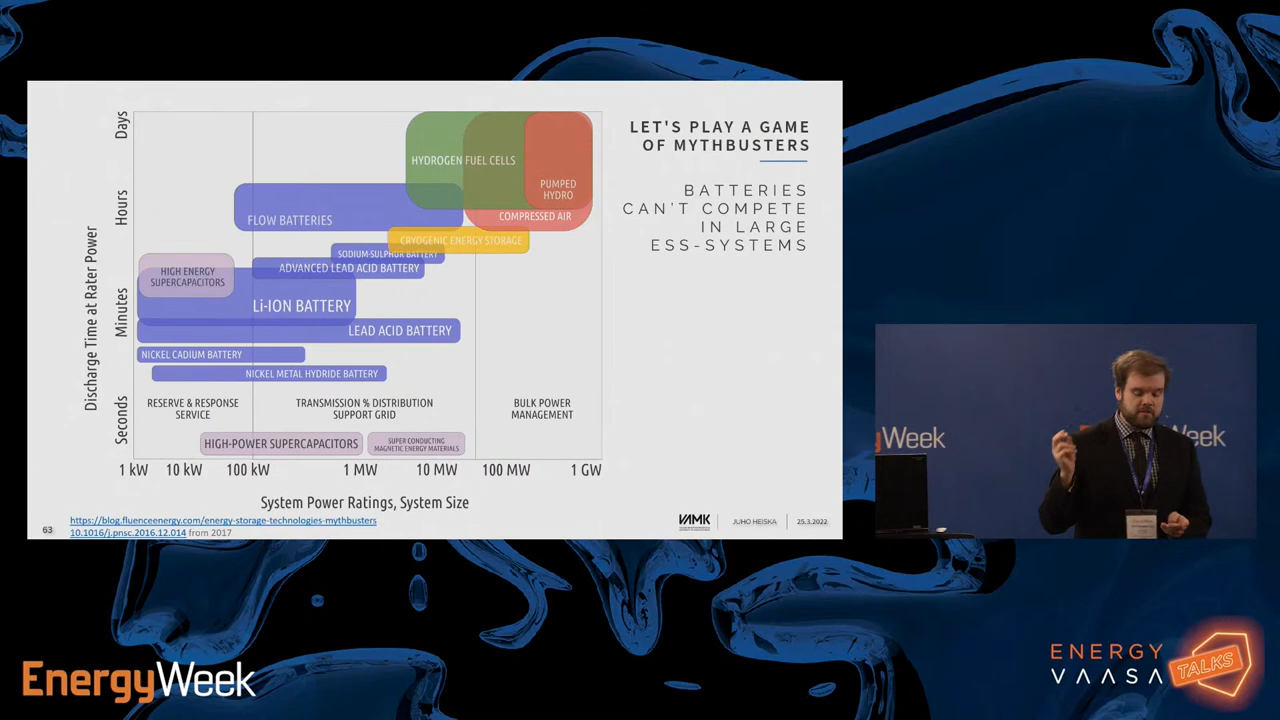 LET'S PLAY A GAME
OF MYTHBUSTERS
BATTERIES
CAN'T COMPETE
IN LARGE
ESS-SYSTEMS
Discharge Time at Rater Power
Days
Hours
Minutes
Seconds
HYDROGEN FUEL CELLS
PUMPED
HYDRO
COMPRESSED AIR
FLOW BATTERIES
CRYOGENIC ENERGY STORAGE
SODIUM-SULPHUR BATTERY
ADVANCED LEAD ACID BATTERY
HIGH ENERGY
SUPERCAPACITORS
Li-ION BATTERY
LEAD ACID BATTERY
NICKEL CADIUM BATTERY
NICKEL METAL HYDRIDE BATTERY
RESERVE & RESPONSE
SERVICE
TRANSMISSION % DISTRIBUTION
SUPPORT GRID
BULK POWER
MANAGEMENT
HIGH-POWER SUPERCAPACITORS
SUPER CONDUCTING
MAGNETIC ENERGY MATERIALS
1 kW 10 kW 100 kW 1 MW 10 MW 100 MW 1 GW
System Power Ratings, System Size
63
https://blog.fluenceenergy.com/energy-storage-technologies-mythbusters
10.1016/j.pnsc.2016.12.014 from 2017
VAMK
JUHO HEISKA
25.3.2022
gyWeek
Week
EnergyWeek
ENERGY
VAASA
TALKS